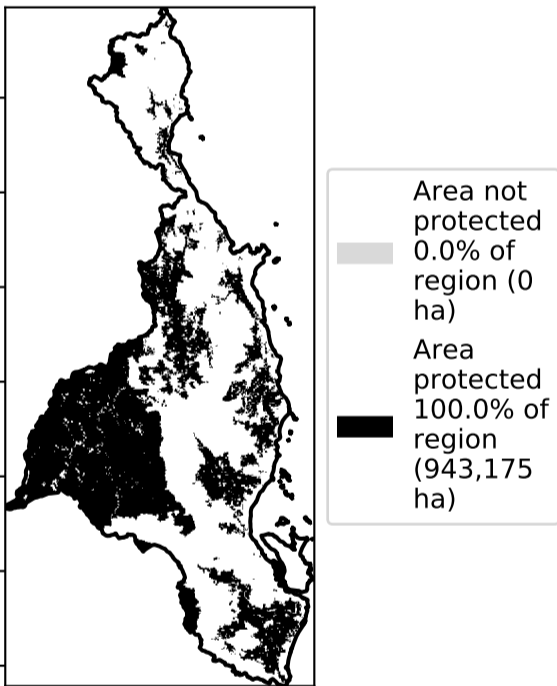 Area not
protected
0.0% of
region (0
ha)
Area
protected
100.0% of
region
(943,175
ha)